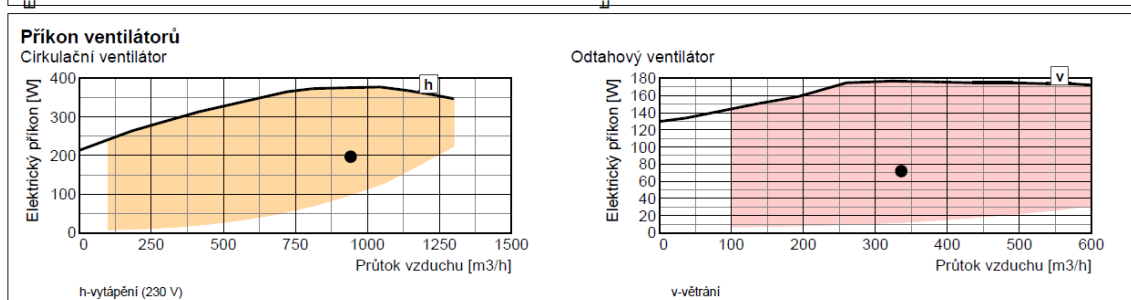 Příkon ventilátorů
Cirkulační ventilátor
Elektrický příkon [W]
400
300
200
100
0
h
0 250 500 750 1000 1250 1500
Průtok vzduchu [m3/h]
h-vytápění (230 V)
Odtahový ventilátor
Elektrický příkon [W]
180
160
140
120
100
80
60
40
20
0
v
0 100 200 300 400 500 600
Průtok vzduchu [m3/h]
v-větrání